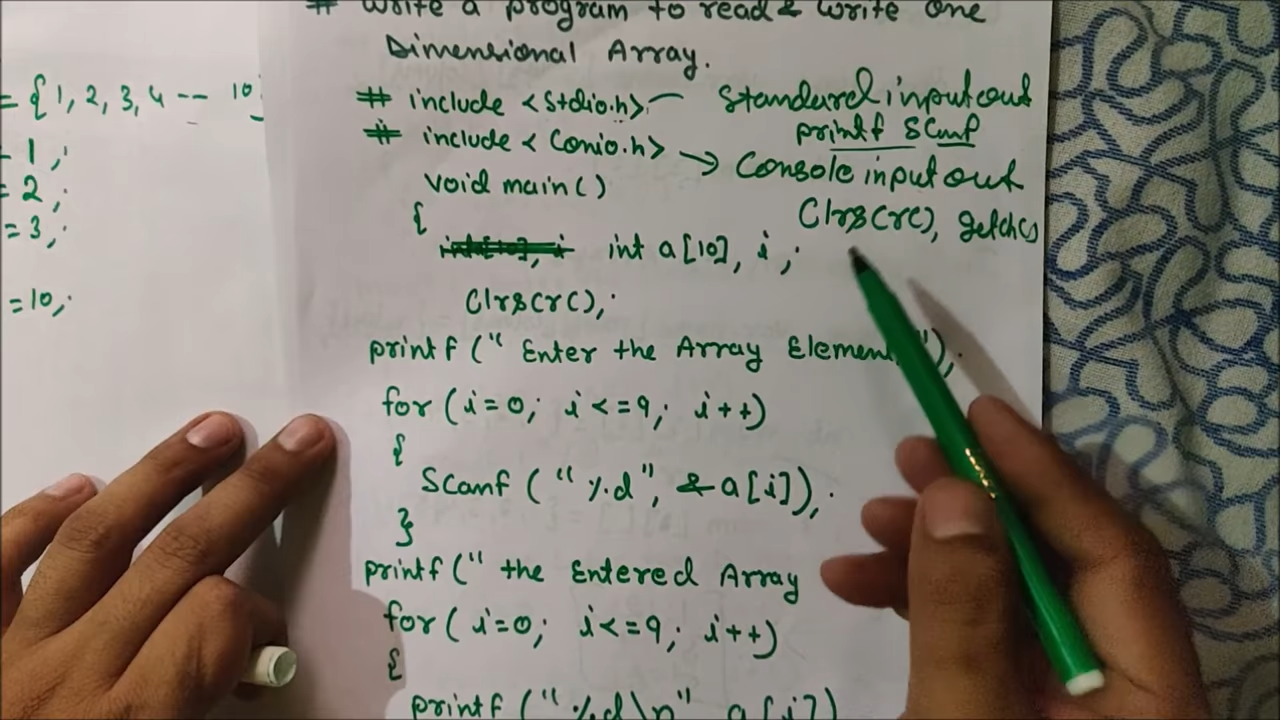 = {1, 2, 3, 4 -- 10
- 1 ;
= 2 ;
= 3 ;
= 10 ;
# Write a program to read & write one
Dimensional Array.
# include <Stdio.h> — Standard input out
printf scanf
# include < Conio.h> → Console input out
Clrscr(), getch()
void main ( )
{
int a [10] , i ;
Clrscr( ) ;
printf (" Enter the Array Element ") ;
for ( i=0 ; i <= 9 ; i++)
{
Scanf ( "%d", & a [i] ) ;
}
printf (" the Entered Array
for ( i=0 ; i <= 9 ; i++)
{
printf ("%d\n" a [i] )